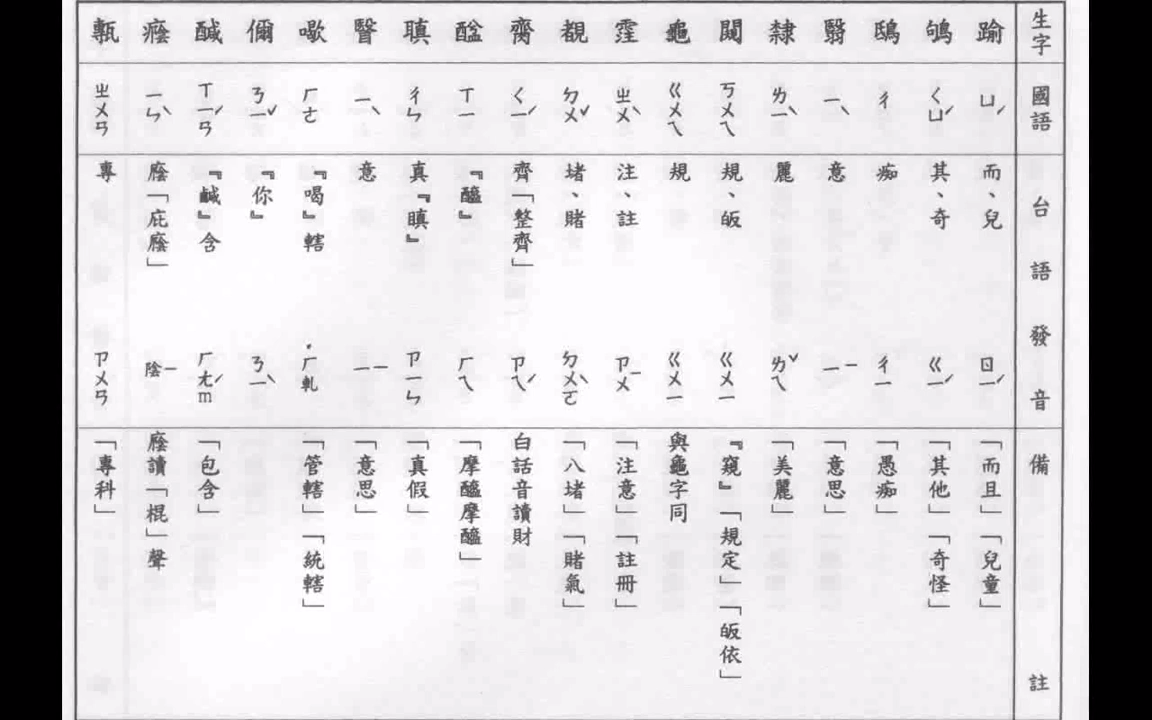 生字 國語 台語發音 備註
踰 ㄩˊ 而、兒 ㄖㄧˊ 「而且」「兒童」
鴝 ㄑㄩˊ 其、奇 ㄍㄧˊ 「其他」「奇怪」
鴟 ㄔ 痴 ㄔㄧ 「愚痴」
翳 ㄧˋ 意 ㄧ- 「意思」
隸 ㄌㄧˋ 麗 ㄌㄟˇ 「美麗」
闚 ㄎㄨㄟ 規、皈 ㄍㄨㄧ 『窺』「規定」「皈依」
龜 ㄍㄨㄟ 規 ㄍㄨㄧ 與龜字同
霔 ㄓㄨˋ 注、註 ㄗㄨ- 「注意」「註冊」
覩 ㄉㄨˇ 堵、賭 ㄉㄨㄛˋ 「八堵」「賭氣」
齊「整齊」 ㄑㄧˊ ㄗㄟˊ 白話音讀財
醯 ㄒㄧ 『醯』 ㄏㄟ 「摩醯摩醯」
瞋 ㄔㄣ 真『瞋』 ㄗㄧㄣ 「真假」
瞖 ㄧˋ 意 ㄧ- 「意思」
『喝』轄 ㄏㄜ ˙ㄏ軋 「管轄」「統轄」
儞 ㄋㄧˇ 『你』 ㄋㄧˋ
醎 ㄒㄧㄢˊ 『鹹』含 ㄏㄤˊm 「包含」
癊 ㄧㄣˋ 廕「庇廕」 陰- 廕讀「棍」聲
甎 ㄓㄨㄢ 專 ㄗㄨㄢ 「專科」